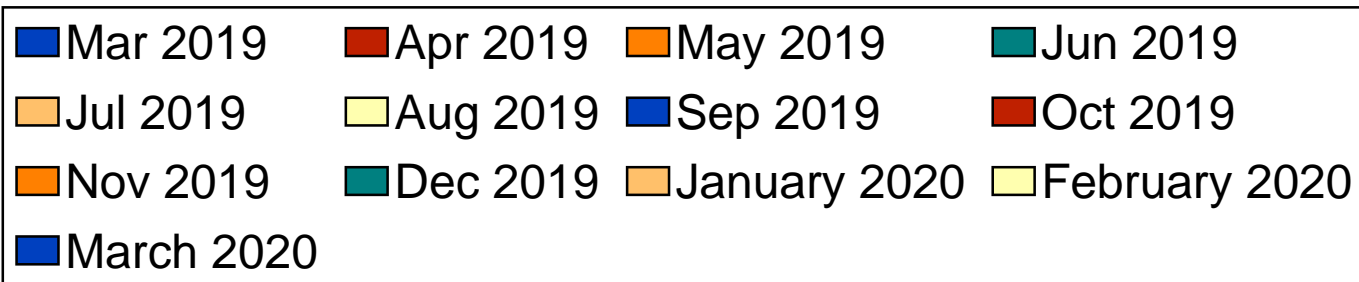 Mar 2019 Apr 2019 May 2019 Jun 2019
Jul 2019 Aug 2019 Sep 2019 Oct 2019
Nov 2019 Dec 2019 January 2020 February 2020
March 2020